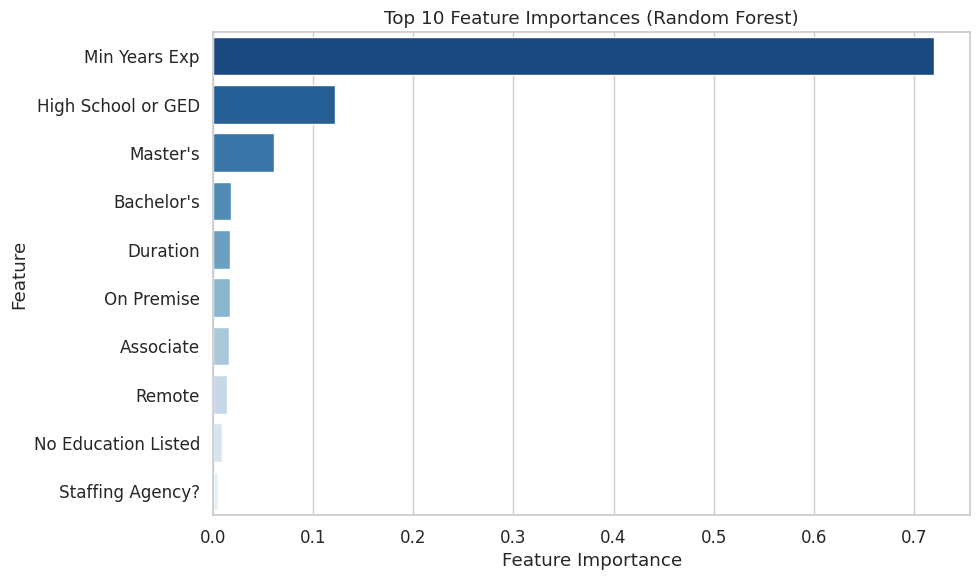 Top 10 Feature Importances (Random Forest)
Min Years Exp
High School or GED
Master's
Bachelor's
Duration
On Premise
Associate
Remote
No Education Listed
Staffing Agency?
Feature
0.0 0.1 0.2 0.3 0.4 0.5 0.6 0.7
Feature Importance